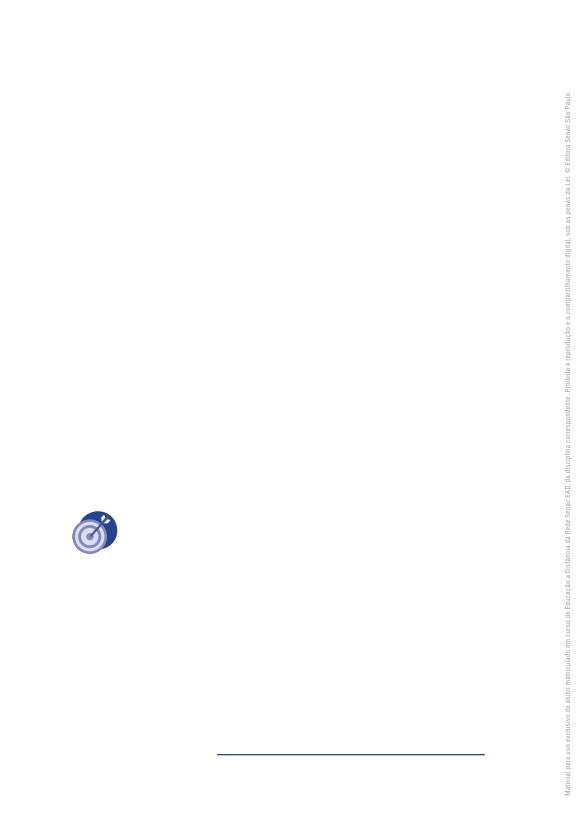 Material para uso exclusivo de aluno matriculado em curso de Educação a Distância da Rede Senac EAD, da disciplina correspondente. Proibida a reprodução e o compartilhamento digital, sob as penas da Lei. © Editora Senac São Paulo.